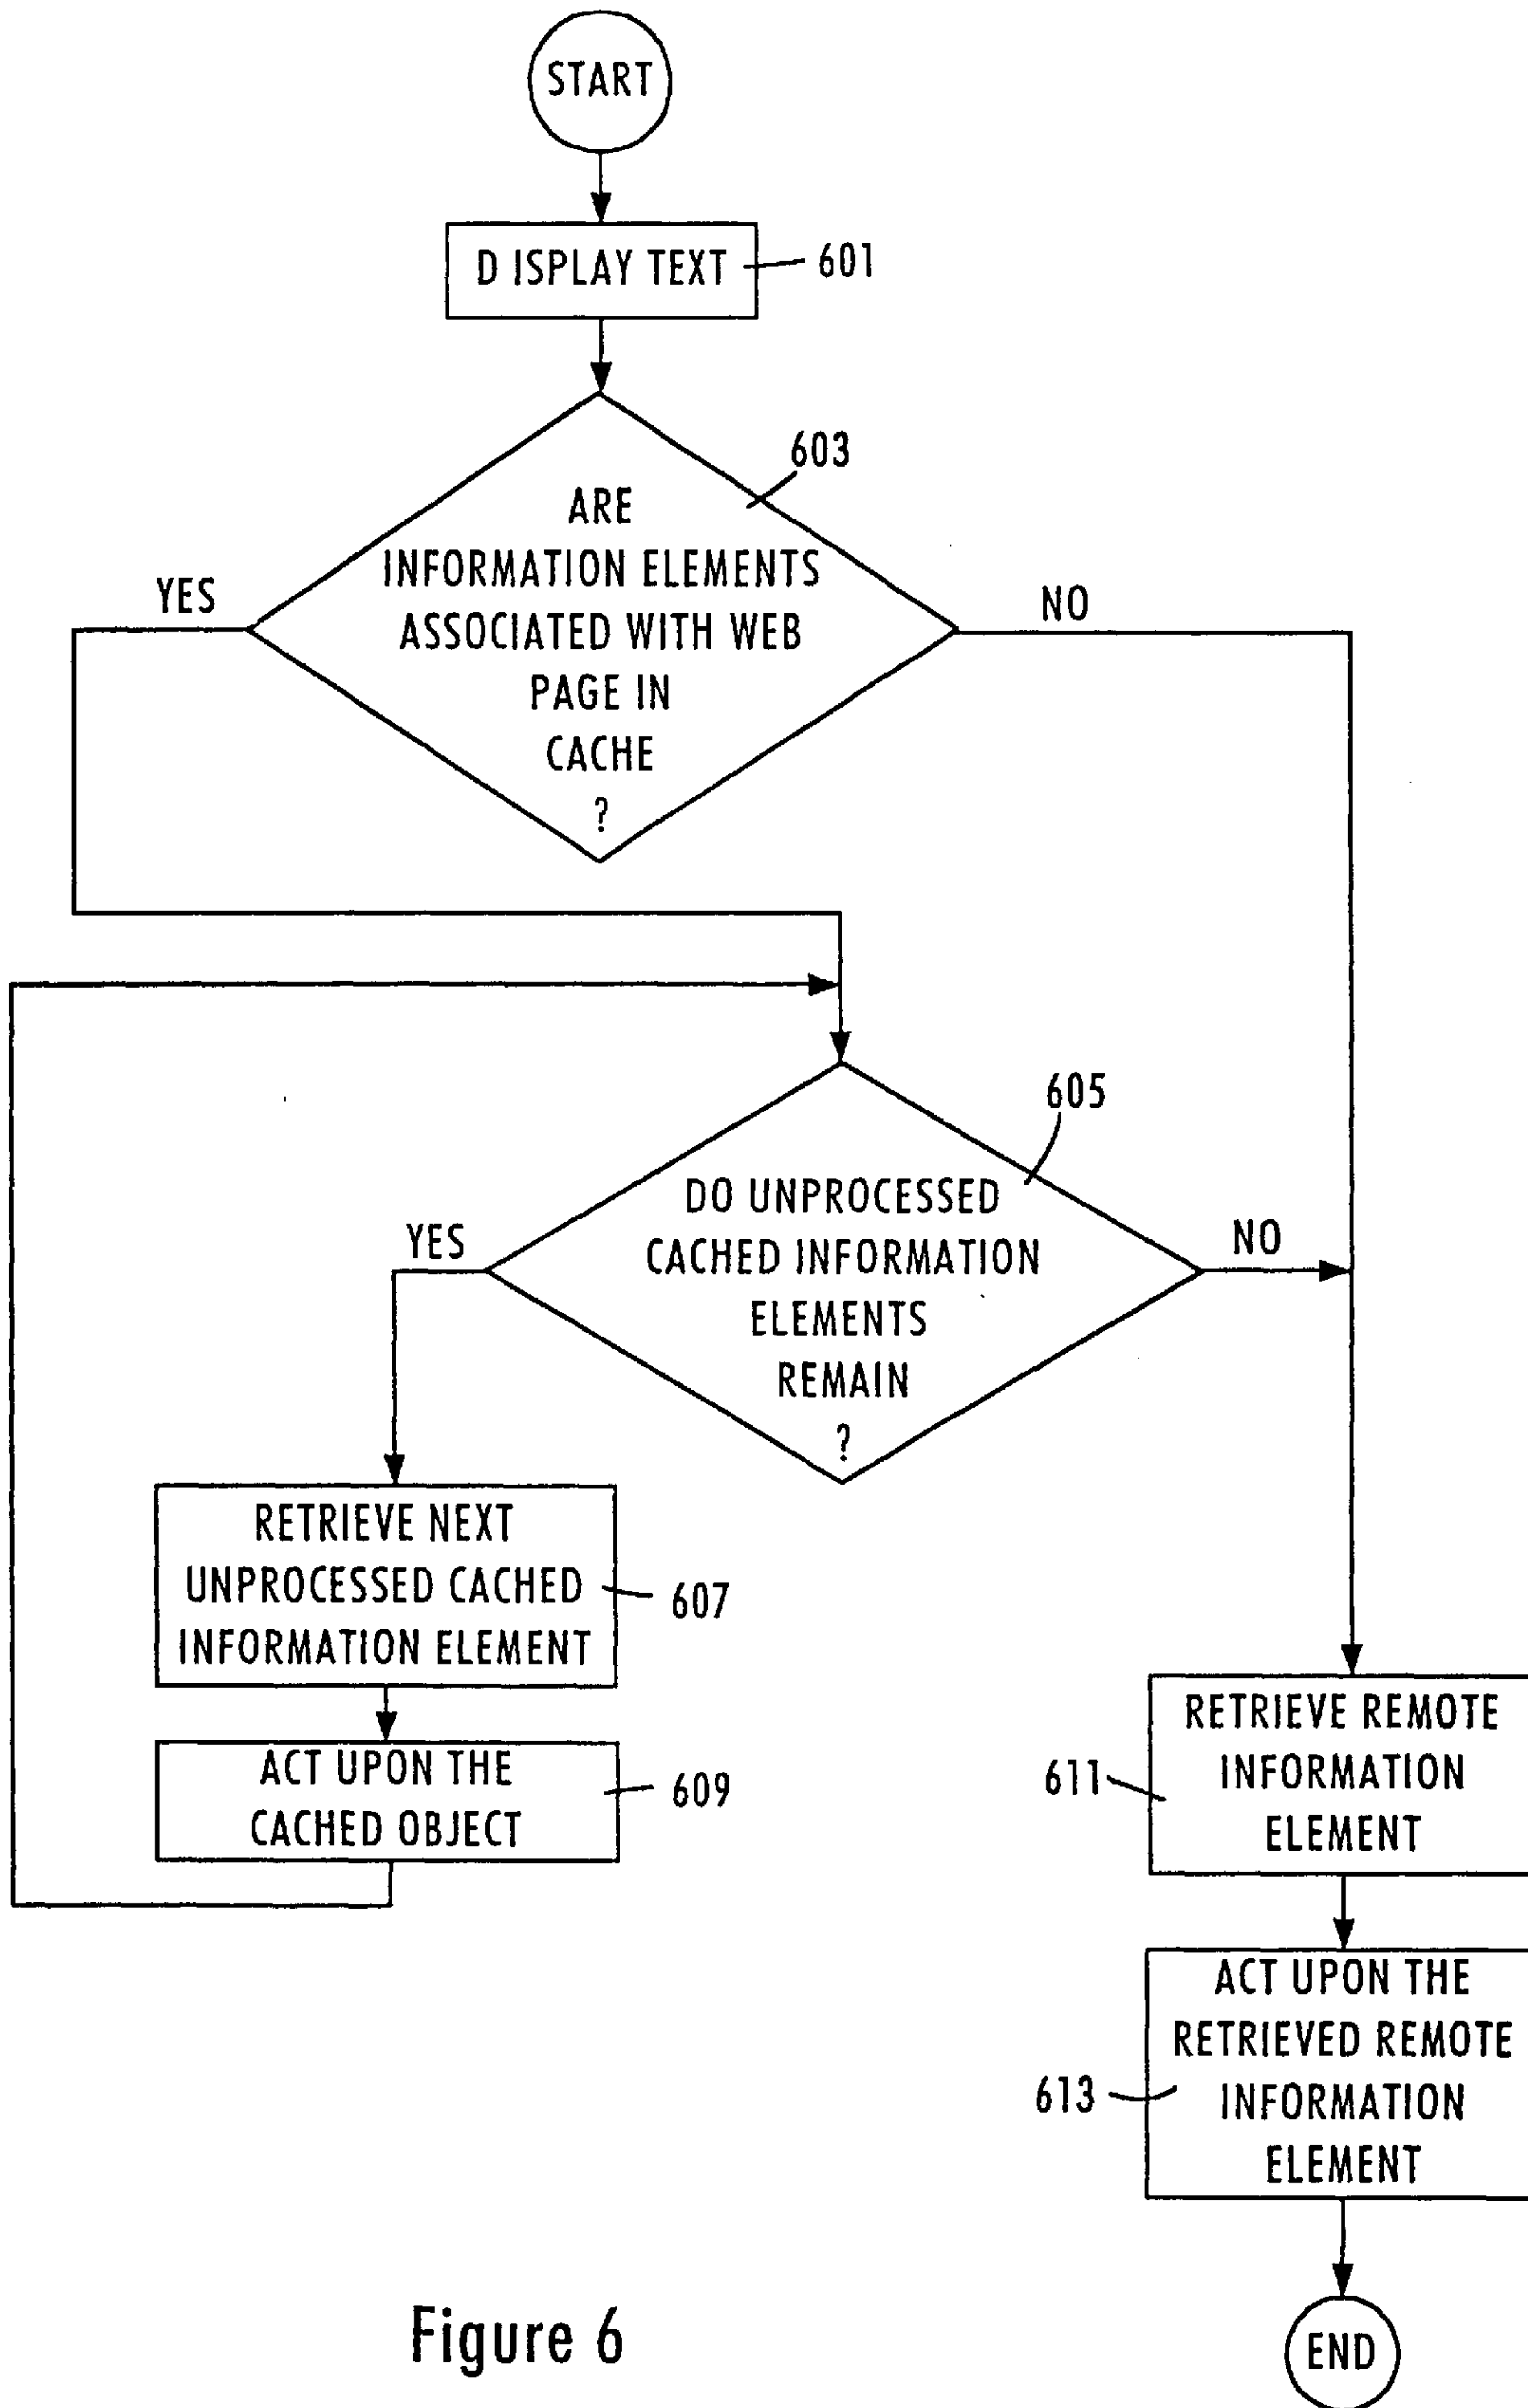 START
D ISPLAY TEXT
601
603
ARE
INFORMATION ELEMENTS
ASSOCIATED WITH WEB
PAGE IN
CACHE
?
YES
NO
605
DO UNPROCESSED
CACHED INFORMATION
ELEMENTS
REMAIN
?
YES
NO
RETRIEVE NEXT
UNPROCESSED CACHED
INFORMATION ELEMENT
607
ACT UPON THE
CACHED OBJECT
609
RETRIEVE REMOTE
INFORMATION
ELEMENT
611
ACT UPON THE
RETRIEVED REMOTE
INFORMATION
ELEMENT
613
END
Figure 6